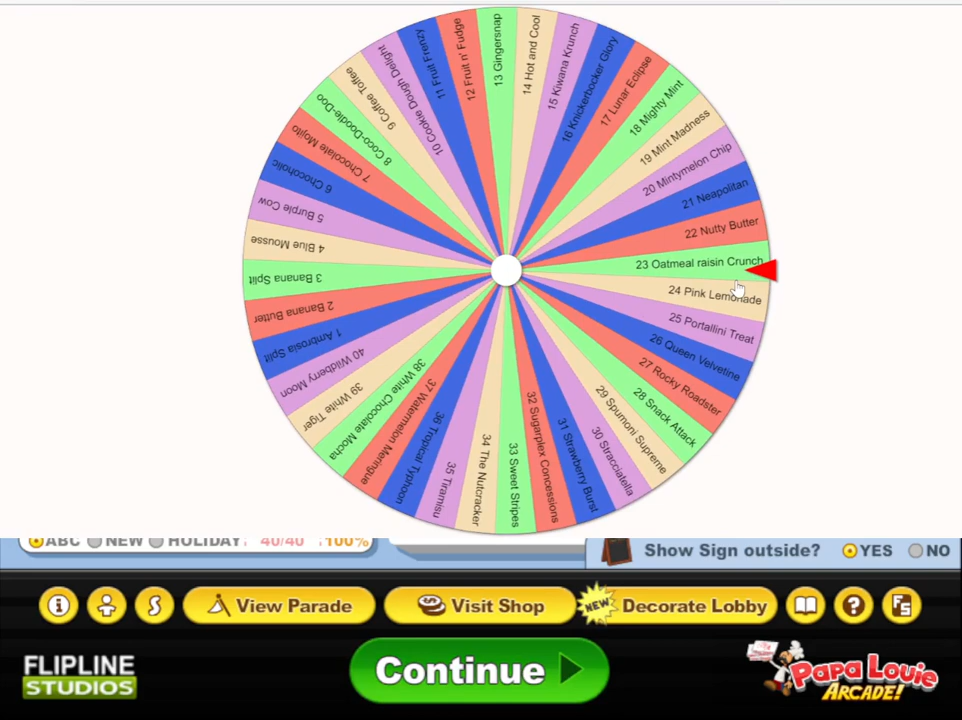 1 Ambrosia Split
2 Banana Butter
3 Banana Split
4 Blue Mousse
5 Burple Cow
6 Chocoholic
7 Chocolate Mojito
8 Coco-Doodle-Doo
9 Coffee Toffee
10 Cookie Dough Delight
11 Fruit Frenzy
12 Fruit n' Fudge
13 Gingersnap
14 Hot and Cool
15 Kiwana Krunch
16 Knickerbocker Glory
17 Lunar Eclipse
18 Mighty Mint
19 Mint Madness
20 Mintymelon Chip
21 Neapolitan
22 Nutty Butter
23 Oatmeal raisin Crunch
24 Pink Lemonade
25 Portallini Treat
26 Queen Velvetine
27 Rocky Roadster
28 Snack Attack
29 Spumoni Supreme
30 Stracciatella
31 Strawberry Burst
32 Sugarplex Concessions
33 Sweet Stripes
34 The Nutcracker
35 Tiramisu
36 Tropical Typhoon
37 Watermelon Meringue
38 White Chocolate Mocha
39 White Tiger
40 Wildberry Moon
ABC NEW HOLIDAY: 40/40 :100%
Show Sign outside? YES NO
i S View Parade Visit Shop NEW Decorate Lobby ? FS
FLIPLINE STUDIOS
Continue
Papa Louie ARCADE!